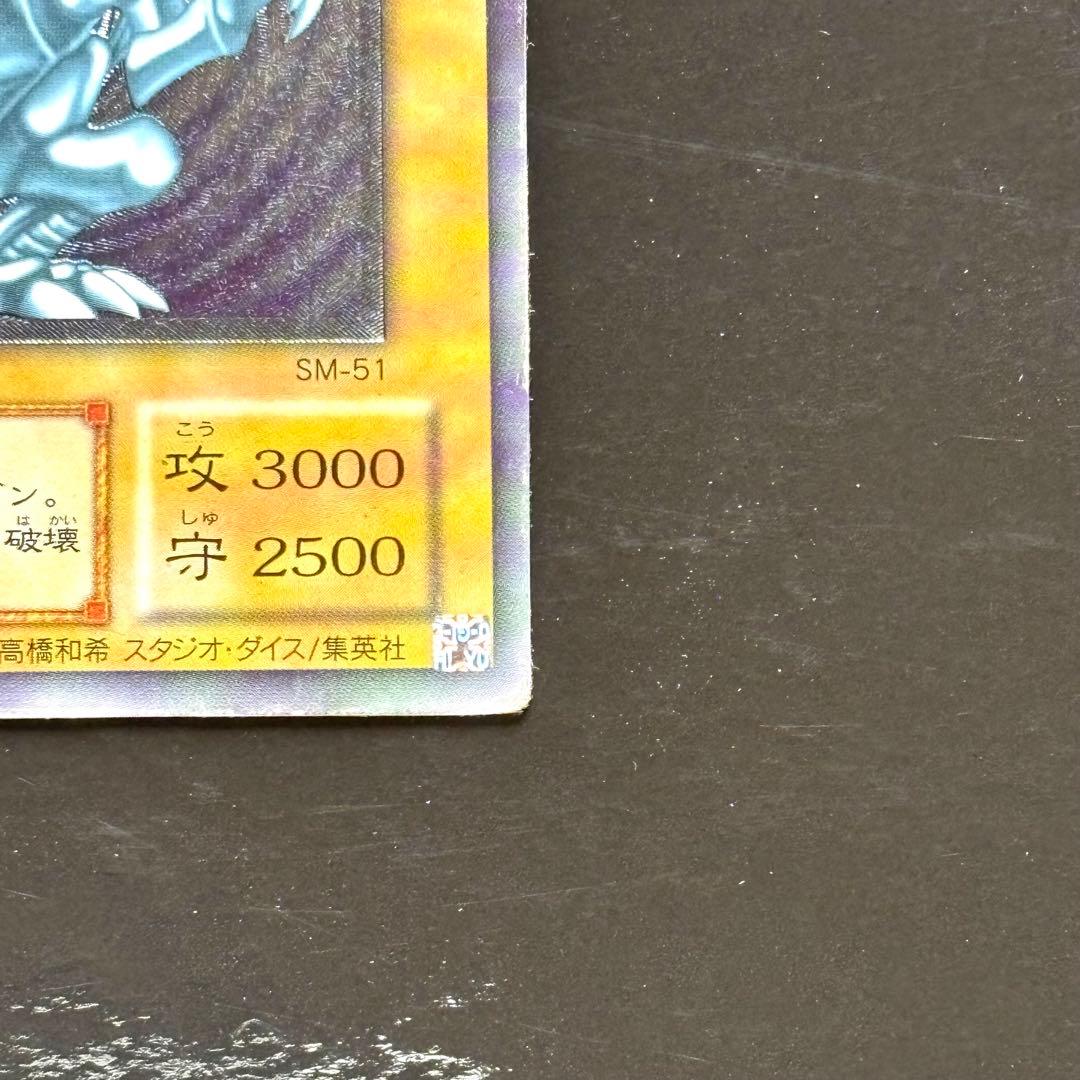 SM-51
こう
攻 3000
ン。
は かい
破壊
しゅ
守 2500
高橋和希 スタジオ・ダイス/集英社